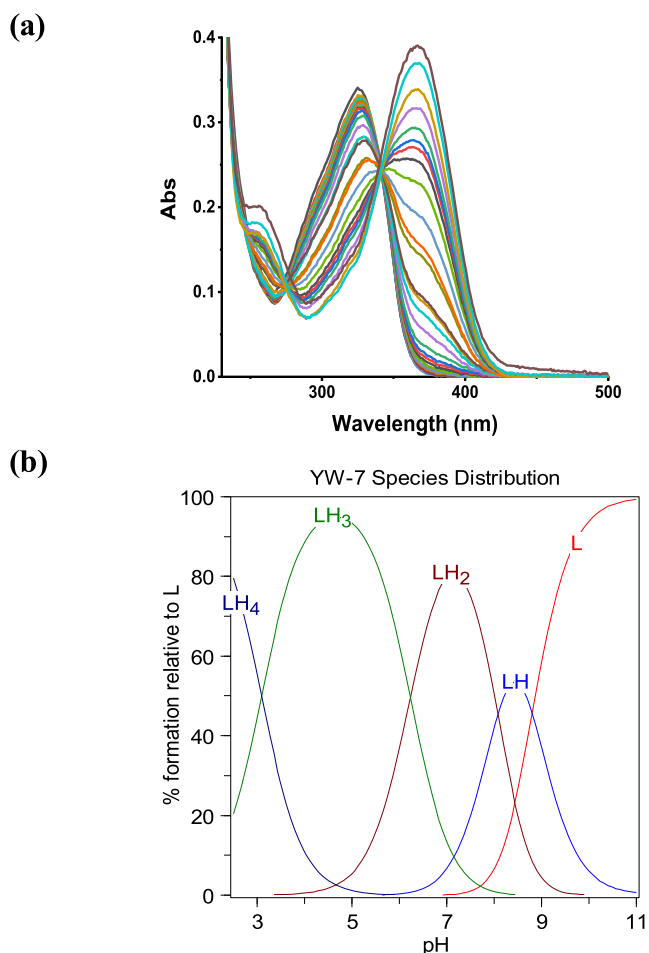 (a)
0.4
0.3
0.2
0.1
0.0
Abs
300
400
500
Wavelength (nm)
(b)
YW-7 Species Distribution
100
80
60
40
20
0
% formation relative to L
LH₄
LH₃
LH₂
LH
L
3
5
7
9
11
pH